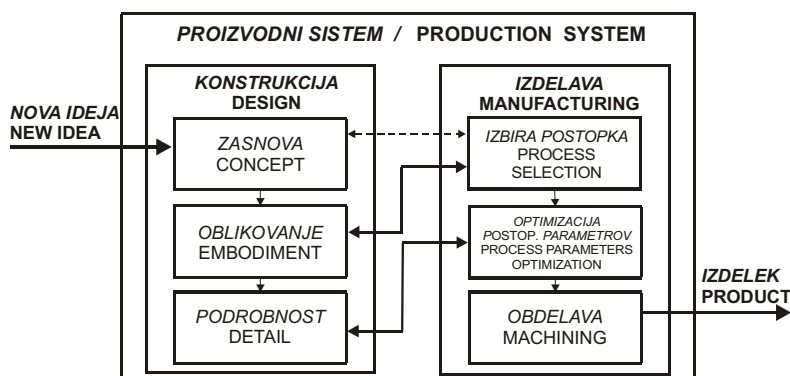 PROIZVODNI SISTEM / PRODUCTION SYSTEM
NOVA IDEJA
NEW IDEA
KONSTRUKCIJA
DESIGN
ZASNOVA
CONCEPT
OBLIKOVANJE
EMBODIMENT
PODROBNOST
DETAIL
IZDELAVA
MANUFACTURING
IZBIRA POSTOPKA
PROCESS
SELECTION
OPTIMIZACIJA
POSTOP. PARAMETROV
PROCESS PARAMETERS
OPTIMIZATION
OBDELAVA
MACHINING
IZDELEK
PRODUCT